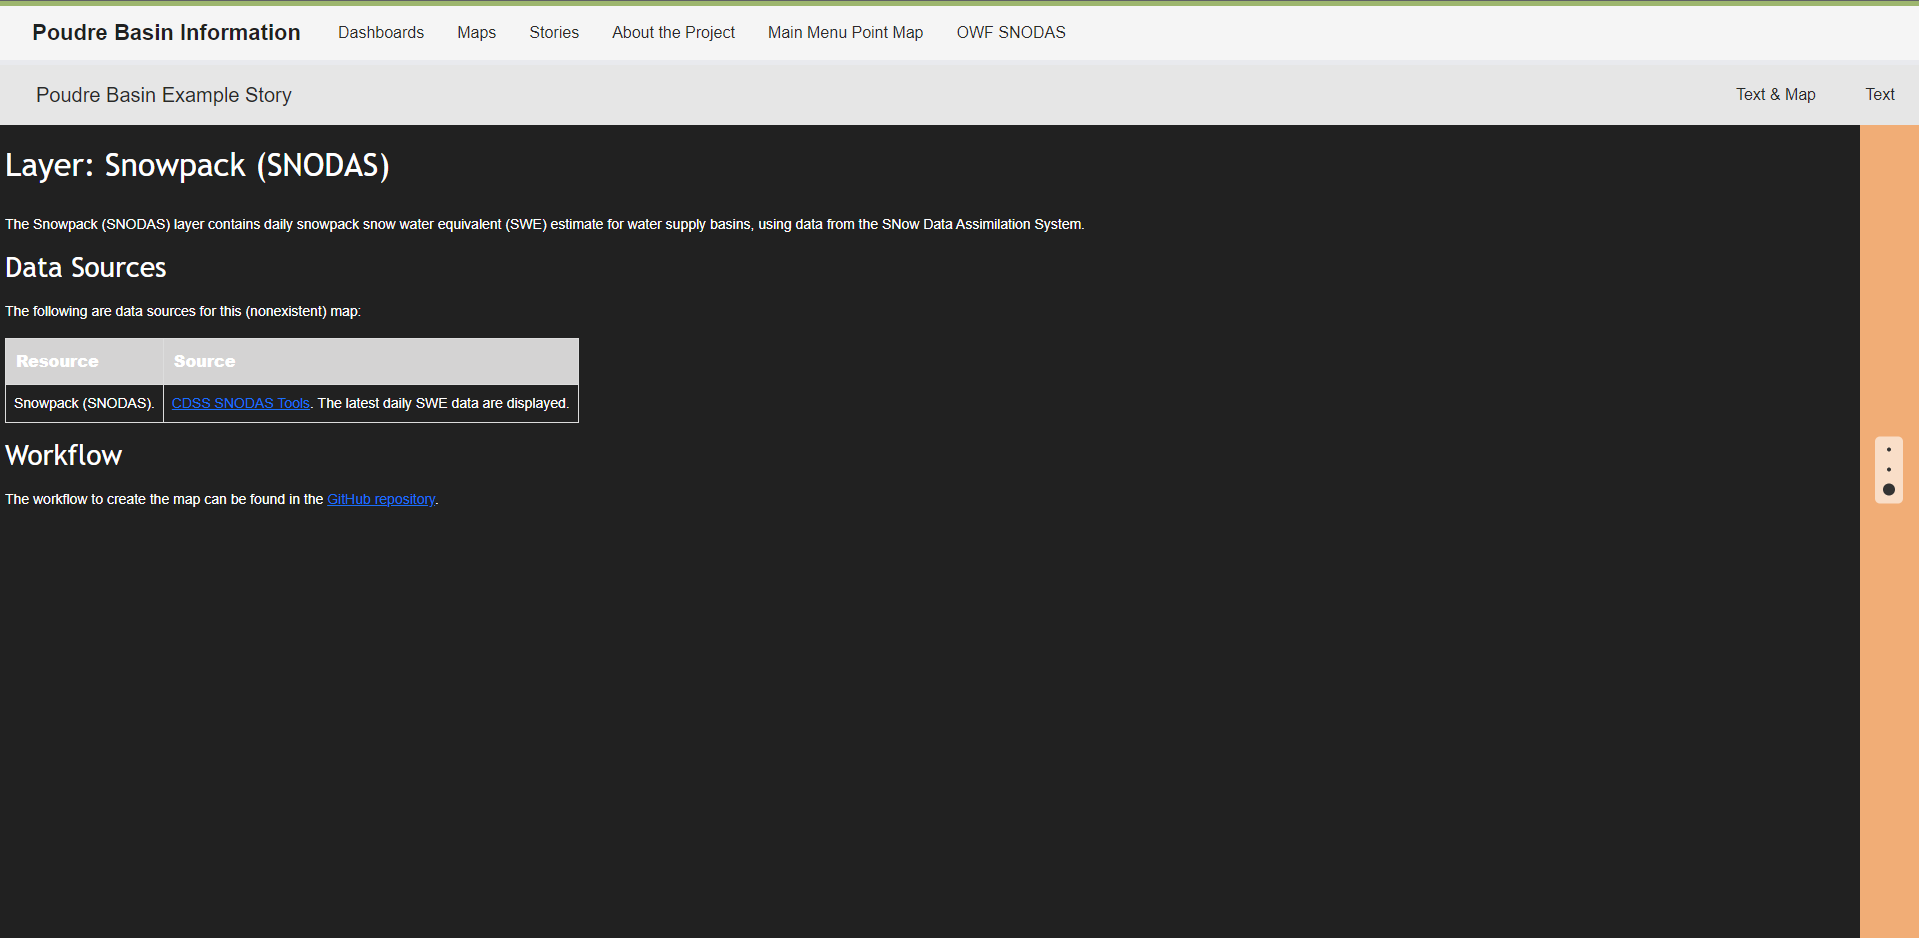 Poudre Basin Information Dashboards Maps Stories About the Project Main Menu Point Map OWF SNODAS
Poudre Basin Example Story Text & Map Text
Layer: Snowpack (SNODAS)
The Snowpack (SNODAS) layer contains daily snowpack snow water equivalent (SWE) estimate for water supply basins, using data from the SNow Data Assimilation System.
Data Sources
The following are data sources for this (nonexistent) map:
Resource Source
Snowpack (SNODAS). CDSS SNODAS Tools. The latest daily SWE data are displayed.
Workflow
The workflow to create the map can be found in the GitHub repository.